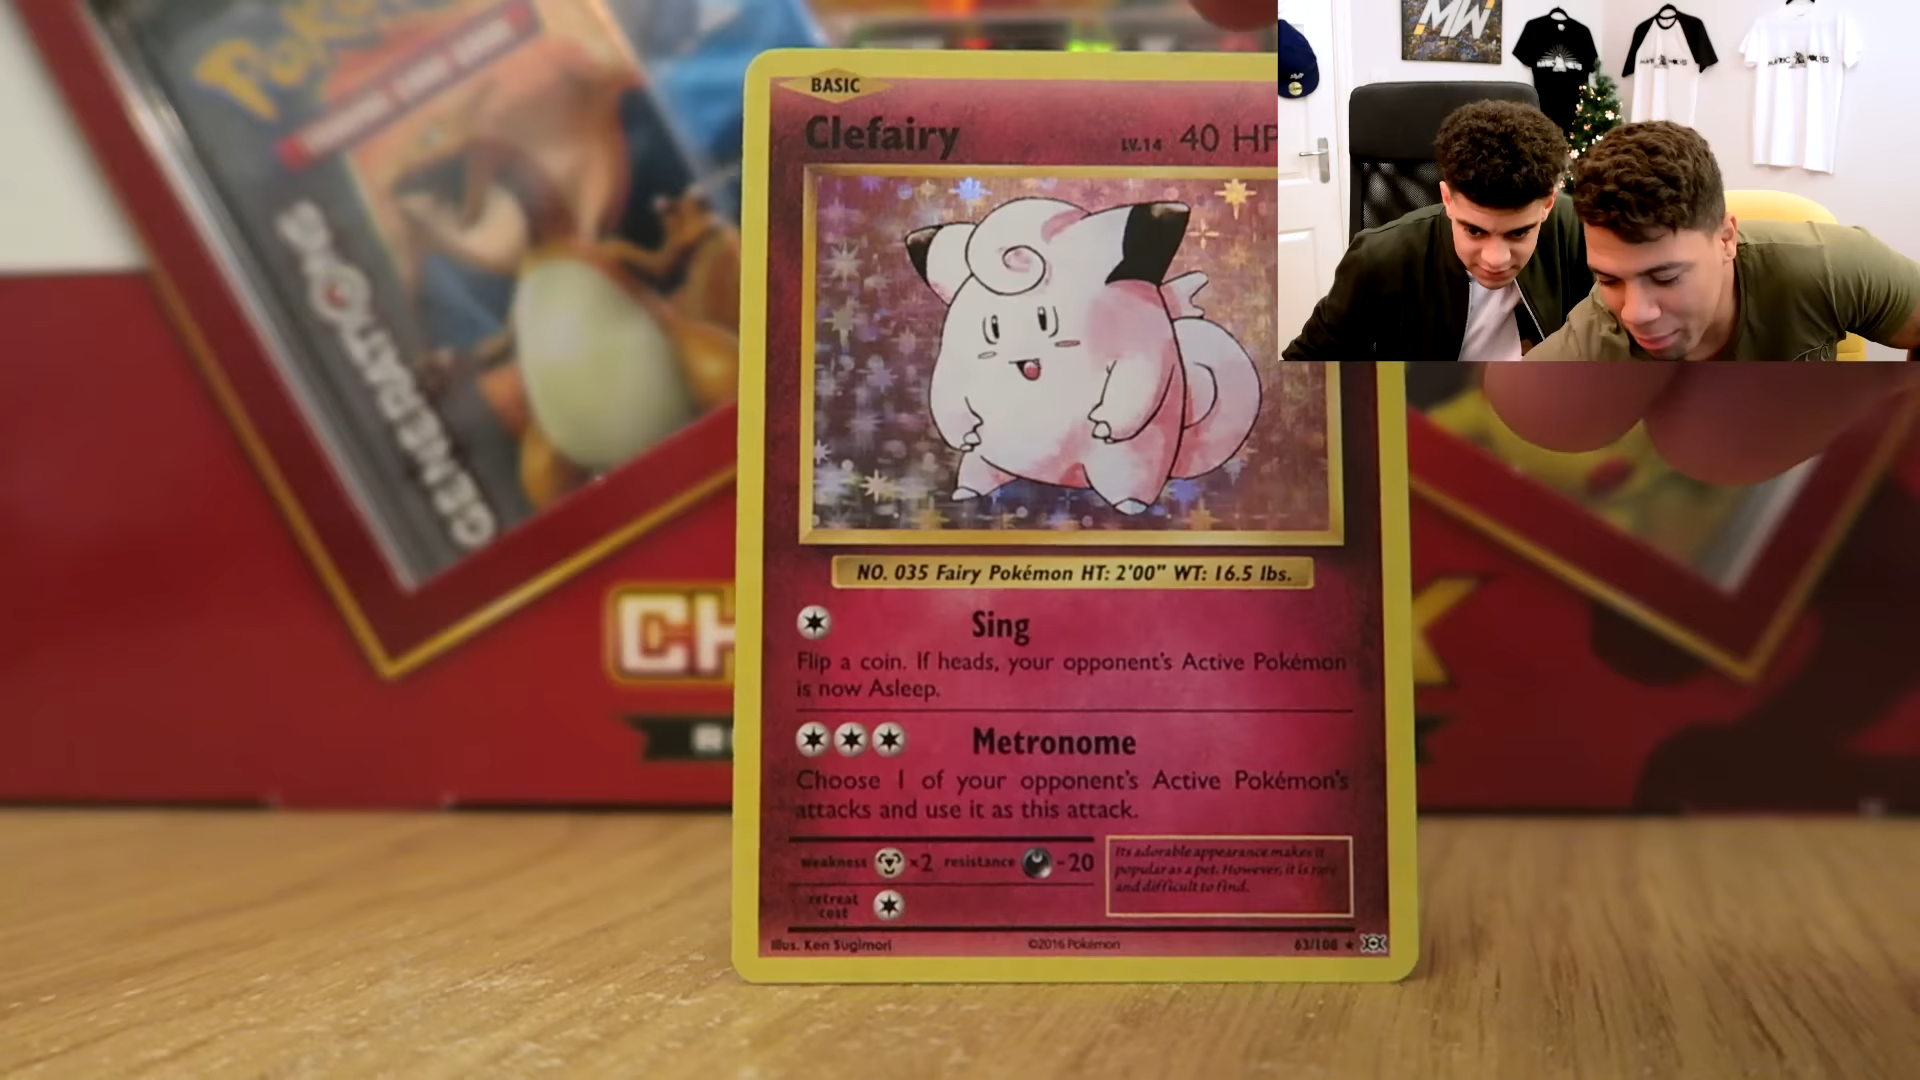 BASIC
Clefairy LV.14 40 HP
NO. 035 Fairy Pokémon HT: 2'00" WT: 16.5 lbs.
Sing
Flip a coin. If heads, your opponent's Active Pokémon
is now Asleep.
Metronome
Choose 1 of your opponent's Active Pokémon's
attacks and use it as this attack.
weakness ×2 resistance -20
Its adorable appearance makes it
popular as a pet. However, it is rare
and difficult to find.
retreat
cost
Illus. Ken Sugimori ©2016 Pokémon 63/108
GENERATIONS
CH
MW